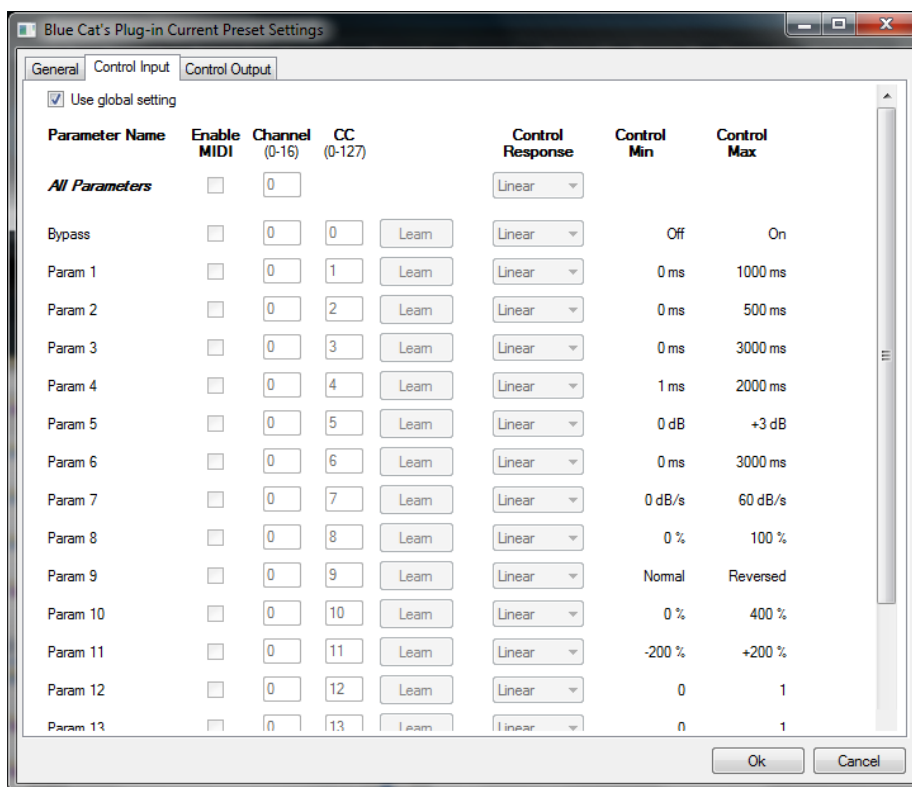 Blue Cat's Plug-in Current Preset Settings
General Control Input Control Output
Use global setting
Parameter Name Enable MIDI Channel (0-16) CC (0-127) Control Response Control Min Control Max
All Parameters 0 Linear
Bypass 0 0 Learn Linear Off On
Param 1 0 1 Learn Linear 0 ms 1000 ms
Param 2 0 2 Learn Linear 0 ms 500 ms
Param 3 0 3 Learn Linear 0 ms 3000 ms
Param 4 0 4 Learn Linear 1 ms 2000 ms
Param 5 0 5 Learn Linear 0 dB +3 dB
Param 6 0 6 Learn Linear 0 ms 3000 ms
Param 7 0 7 Learn Linear 0 dB/s 60 dB/s
Param 8 0 8 Learn Linear 0 % 100 %
Param 9 0 9 Learn Linear Normal Reversed
Param 10 0 10 Learn Linear 0 % 400 %
Param 11 0 11 Learn Linear -200 % +200 %
Param 12 0 12 Learn Linear 0 1
Param 13 0 13 Learn Linear 0 1
Ok Cancel